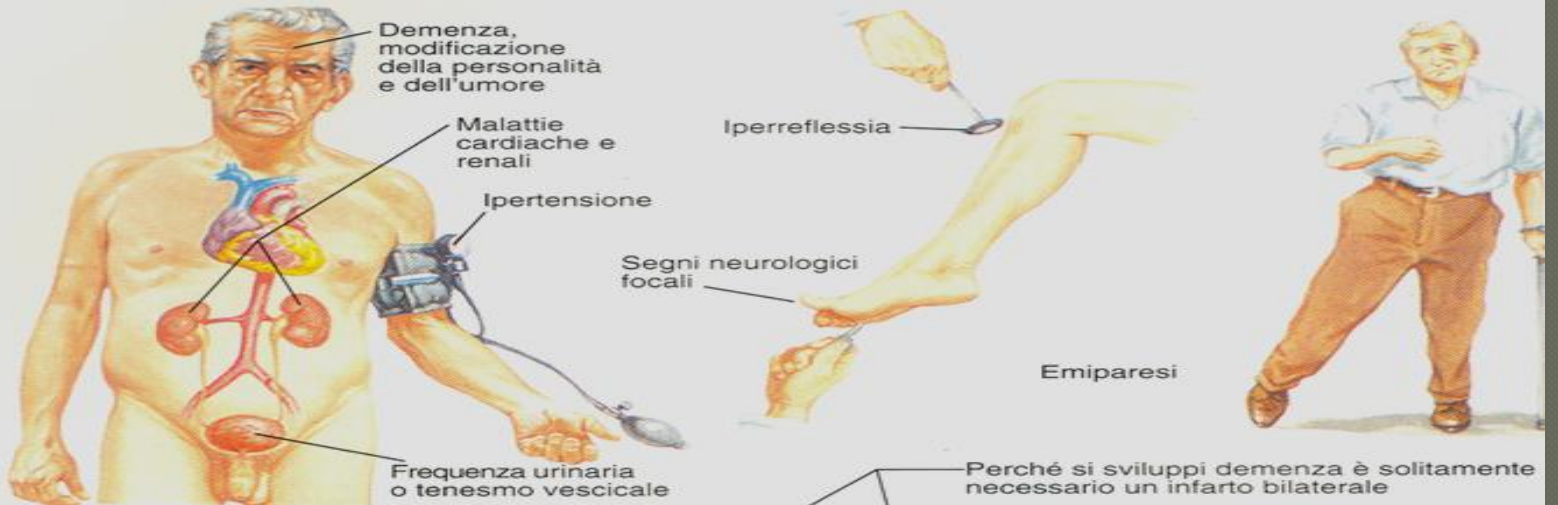 Demenza,
modificazione
della personalità
e dell'umore
Malattie
cardiache e
renali
Ipertensione
Frequenza urinaria
o tenesmo vescicale
Iperreflessia
Segni neurologici
focali
Emiparesi
Perché si sviluppi demenza è solitamente
necessario un infarto bilaterale